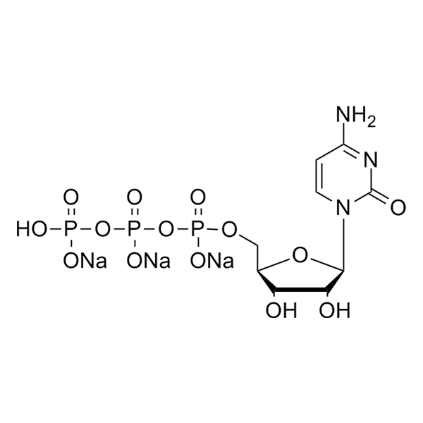 NH₂
N
O O O
N O
HO P O P O P O
O
ONa ONa ONa
OH OH